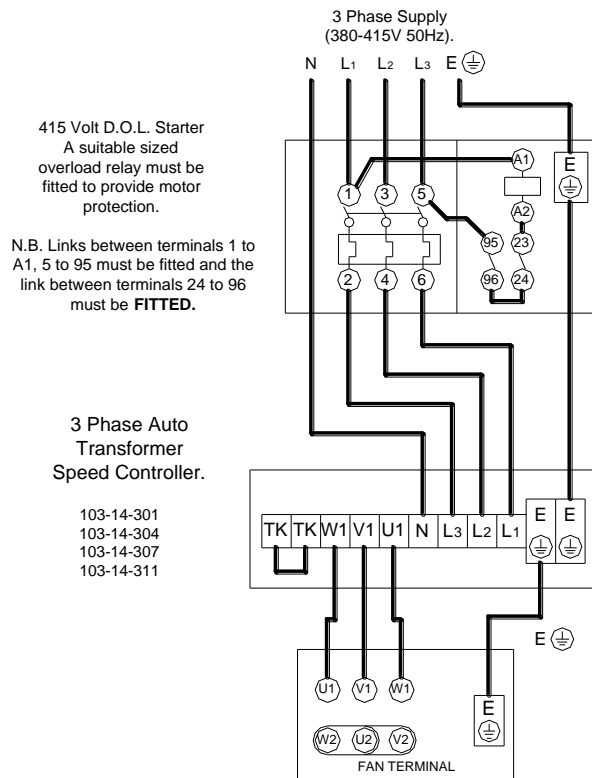 3 Phase Supply
(380-415V 50Hz).
N L1 L2 L3 E
415 Volt D.O.L. Starter
A suitable sized
overload relay must be
fitted to provide motor
protection.
N.B. Links between terminals 1 to
A1, 5 to 95 must be fitted and the
link between terminals 24 to 96
must be FITTED.
A1
E
1 3 5
A2
95 23
96 24
2 4 6
3 Phase Auto
Transformer
Speed Controller.
103-14-301
103-14-304
103-14-307
103-14-311
TK TK W1 V1 U1 N L3 L2 L1 E E
E
U1 V1 W1
E
W2 U2 V2
FAN TERMINAL